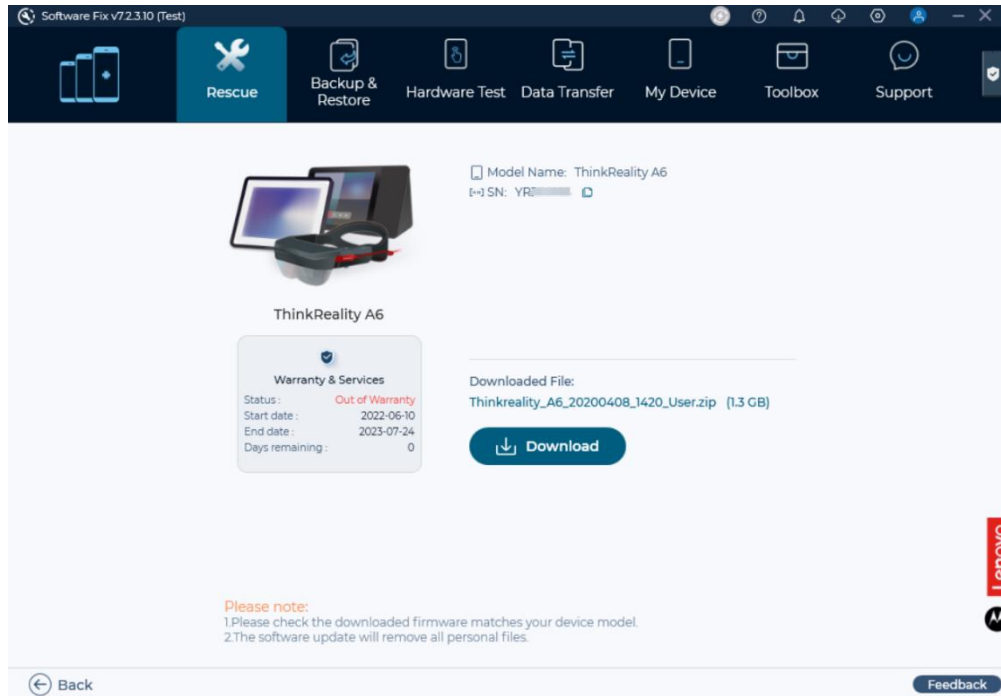 Software Fix v7.2.3.10 (Test)
Rescue
Backup & Restore
Hardware Test
Data Transfer
My Device
Toolbox
Support
Model Name: ThinkReality A6
SN: YR
ThinkReality A6
Warranty & Services
Status : Out of Warranty
Start date : 2022-06-10
End date : 2023-07-24
Days remaining : 0
Downloaded File:
Thinkreality_A6_20200408_1420_User.zip (1.3 GB)
Download
Lenovo
Please note:
1.Please check the downloaded firmware matches your device model.
2.The software update will remove all personal files.
Back
Feedback